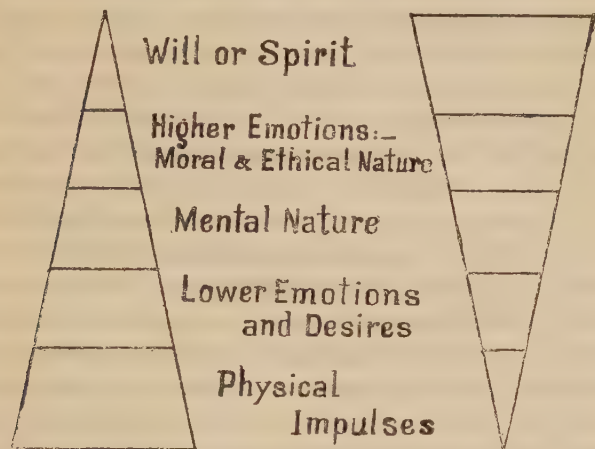 Will or Spirit
Higher Emotions:–
Moral & Ethical Nature
Mental Nature
Lower Emotions
and Desires
Physical
Impulses